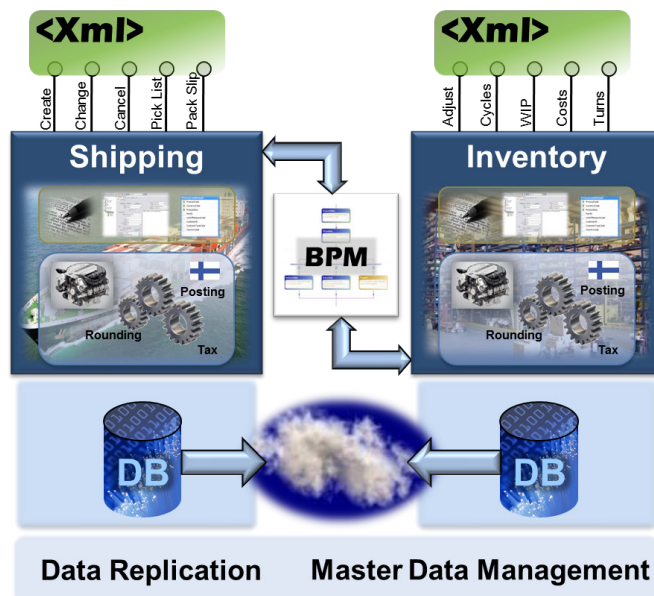 <Xml>
<Xml>
Create
Change
Cancel
Pick List
Pack Slip
Adjust
Cycles
WIP
Costs
Turns
Shipping
Inventory
BPM
Posting
Rounding
Tax
Posting
Rounding
Tax
DB
DB
Data Replication
Master Data Management